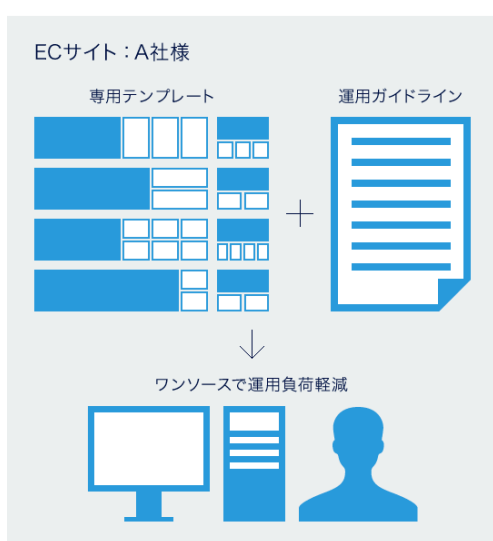 ECサイト：A社様
専用テンプレート
運用ガイドライン
ワンソースで運用負荷軽減